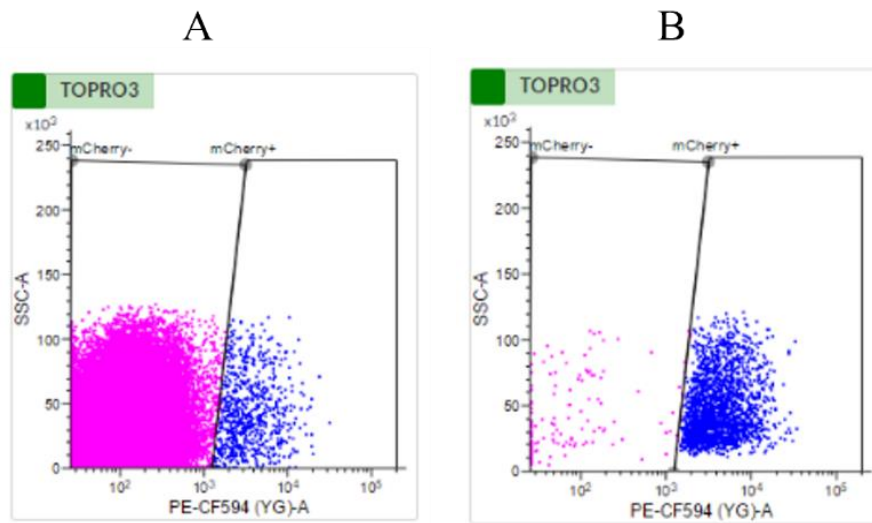 A
B
TOPRO3
x10³
250
200
150
100
50
0
mCherry-
mCherry+
SSC-A
10²
10³
10⁴
10⁵
PE-CF594 (YG)-A
TOPRO3
x10³
250
200
150
100
50
0
mCherry-
mCherry+
SSC-A
10²
10³
10⁴
10⁵
PE-CF594 (YG)-A